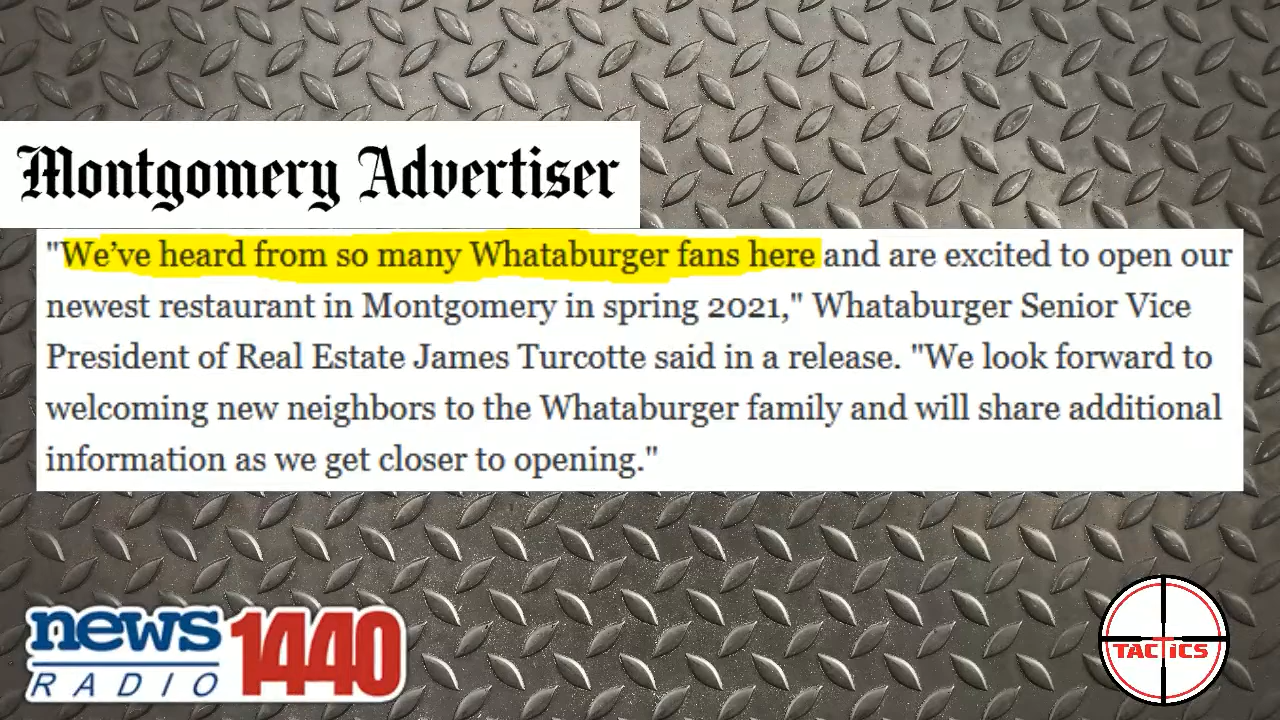 Montgomery Advertiser
"We've heard from so many Whataburger fans here and are excited to open our
newest restaurant in Montgomery in spring 2021," Whataburger Senior Vice
President of Real Estate James Turcotte said in a release. "We look forward to
welcoming new neighbors to the Whataburger family and will share additional
information as we get closer to opening."
news 1440
RADIO
TACTICS